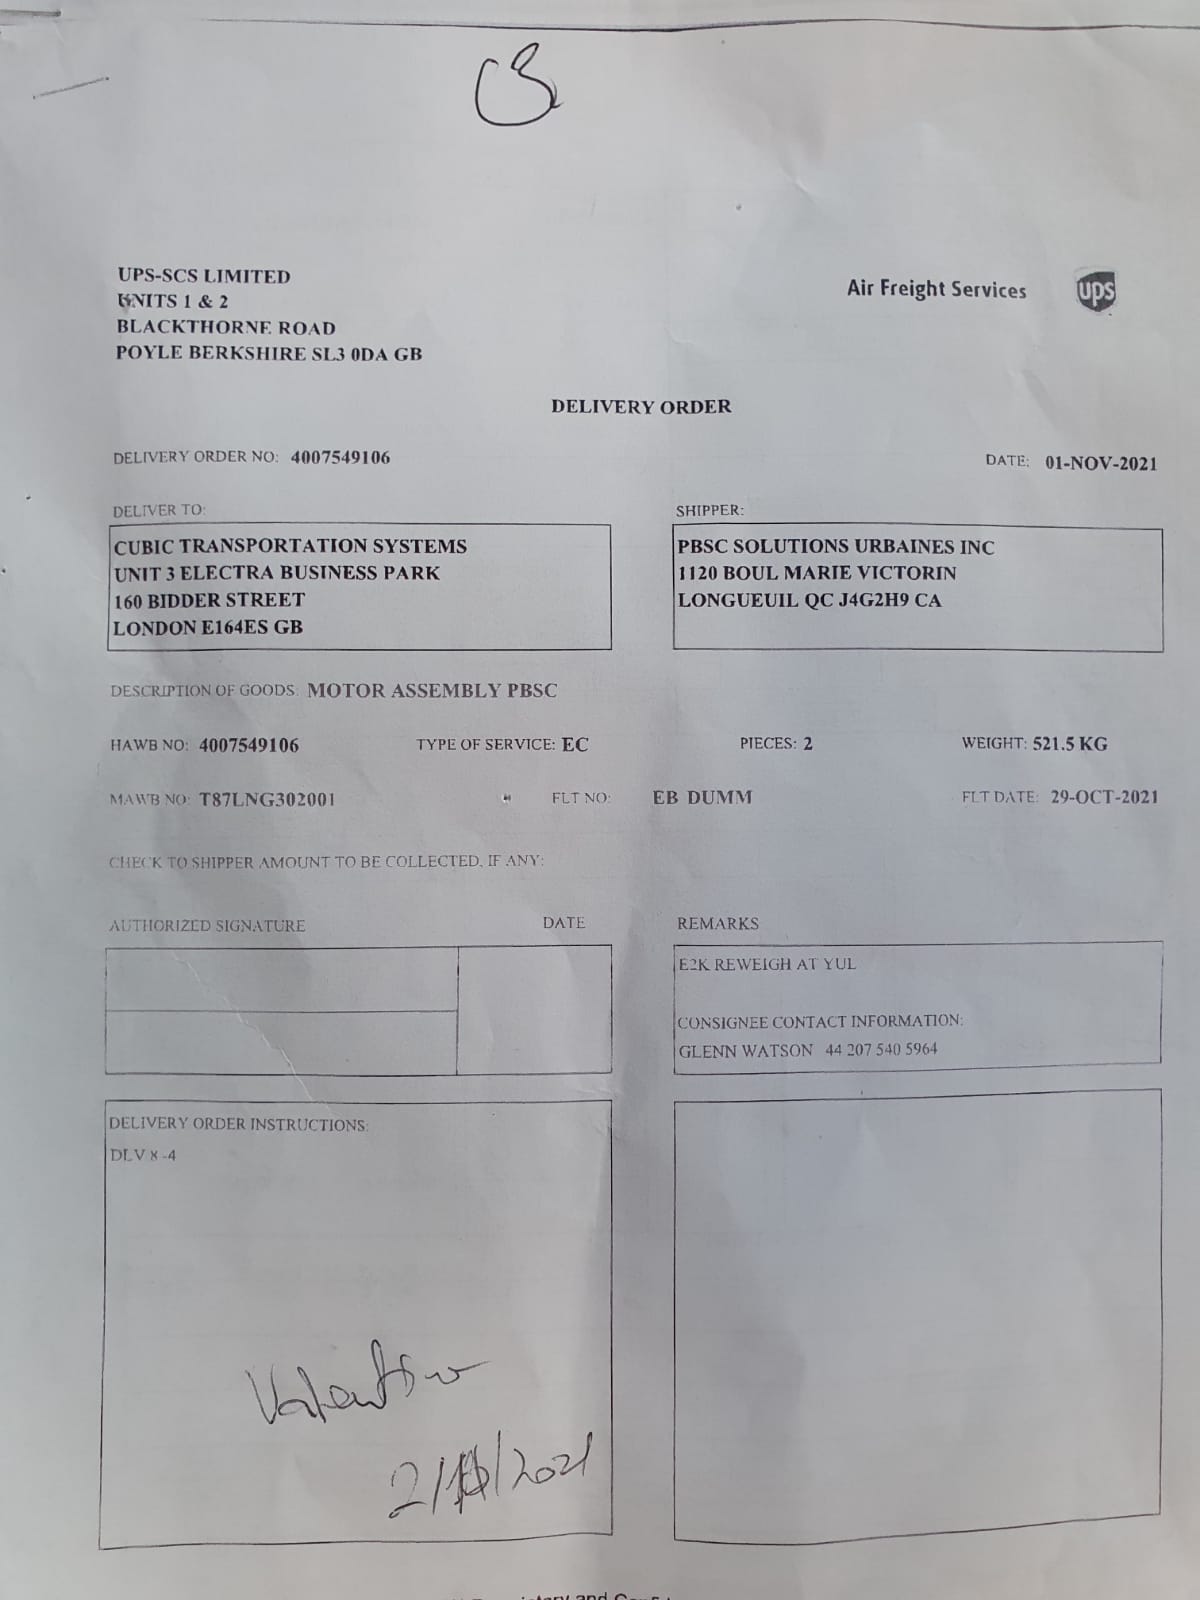 UPS-SCS LIMITED
UNITS 1 & 2
BLACKTHORNE ROAD
POYLE BERKSHIRE SL3 0DA GB
Air Freight Services
ups
DELIVERY ORDER
DELIVERY ORDER NO: 4007549106
DATE: 01-NOV-2021
DELIVER TO:
CUBIC TRANSPORTATION SYSTEMS
UNIT 3 ELECTRA BUSINESS PARK
160 BIDDER STREET
LONDON E164ES GB
SHIPPER:
PBSC SOLUTIONS URBAINES INC
1120 BOUL MARIE VICTORIN
LONGUEUIL QC J4G2H9 CA
DESCRIPTION OF GOODS: MOTOR ASSEMBLY PBSC
HAWB NO: 4007549106 TYPE OF SERVICE: EC PIECES: 2 WEIGHT: 521.5 KG
MAWB NO: T87LNG302001 FLT NO: EB DUMM FLT DATE: 29-OCT-2021
CHECK TO SHIPPER AMOUNT TO BE COLLECTED, IF ANY:
AUTHORIZED SIGNATURE DATE
REMARKS
E2K REWEIGH AT YUL
CONSIGNEE CONTACT INFORMATION:
GLENN WATSON 44 207 540 5964
DELIVERY ORDER INSTRUCTIONS:
DLV 8 -4